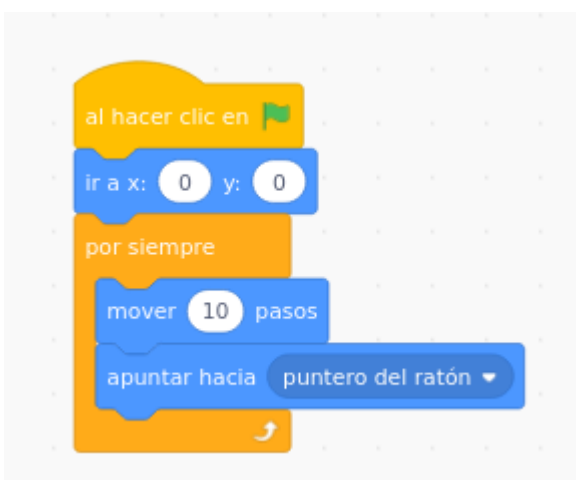 al hacer clic en
ir a x: 0 y: 0
por siempre
mover 10 pasos
apuntar hacia puntero del ratón